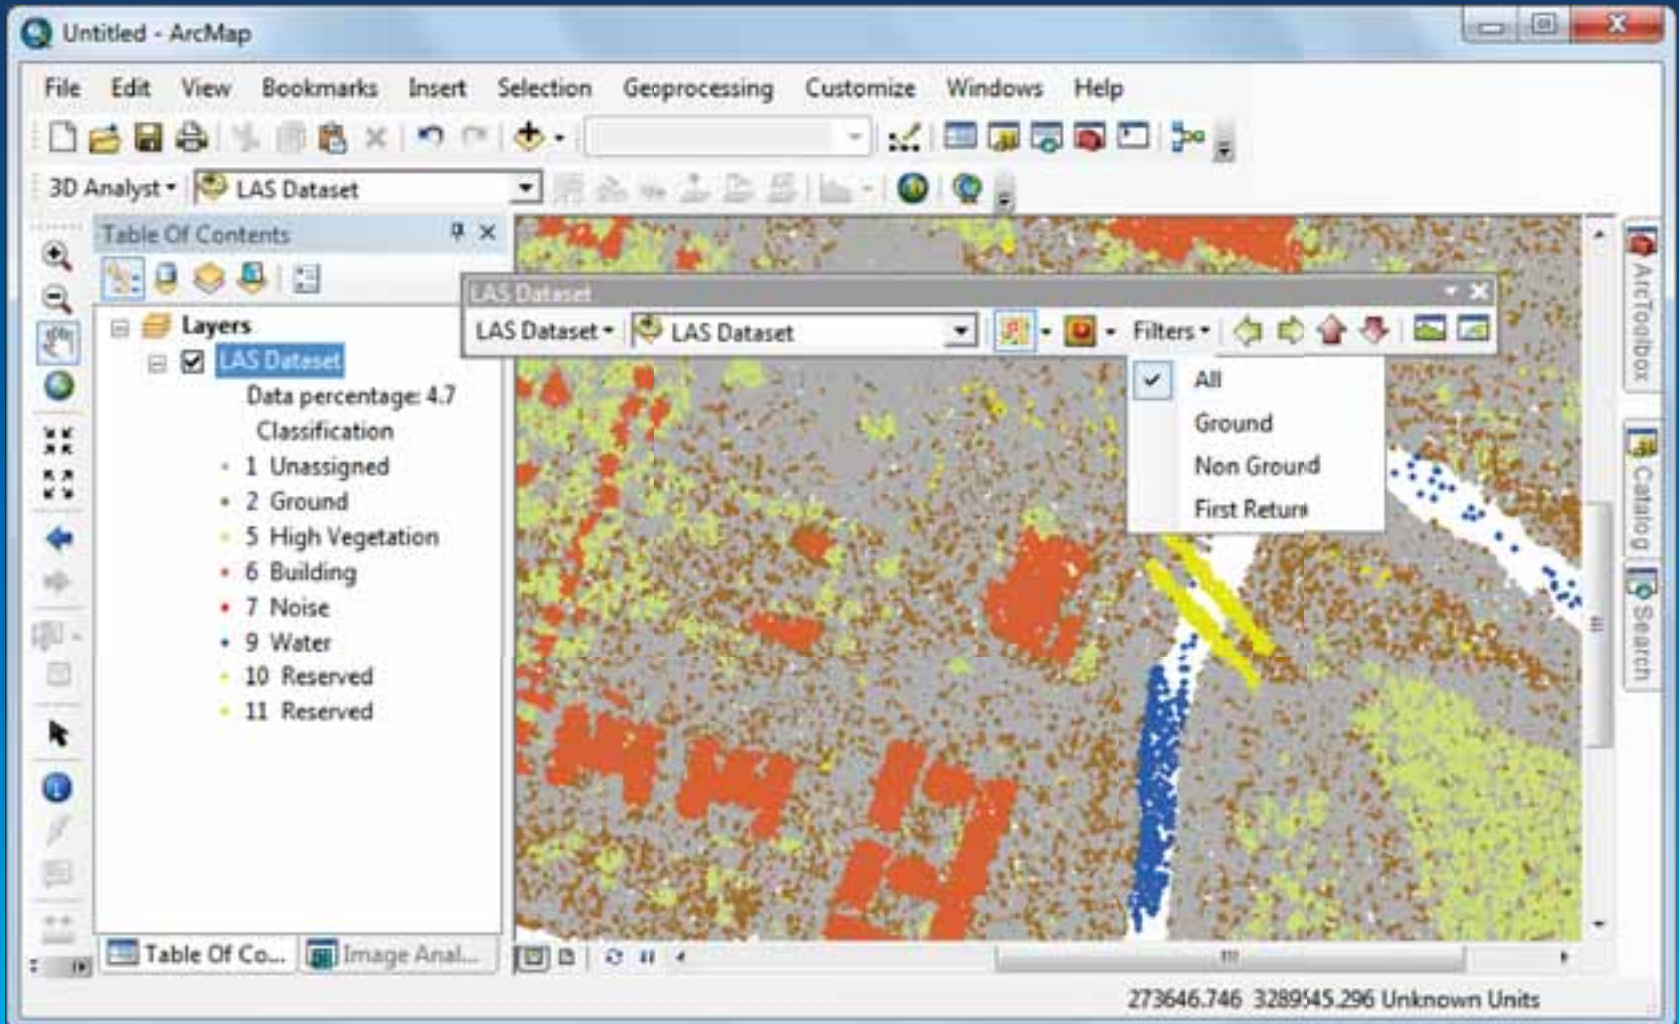 Untitled - ArcMap
File Edit View Bookmarks Insert Selection Geoprocessing Customize Windows Help
3D Analyst LAS Dataset
Table Of Contents
LAS Dataset
LAS Dataset LAS Dataset Filters
Layers
LAS Dataset
Data percentage: 4.7
Classification
1 Unassigned
2 Ground
5 High Vegetation
6 Building
7 Noise
9 Water
10 Reserved
11 Reserved
All
Ground
Non Ground
First Return
ArcToolbox
Catalog
Search
Table Of Co... Image Anal...
273646.746 3289545.296 Unknown Units